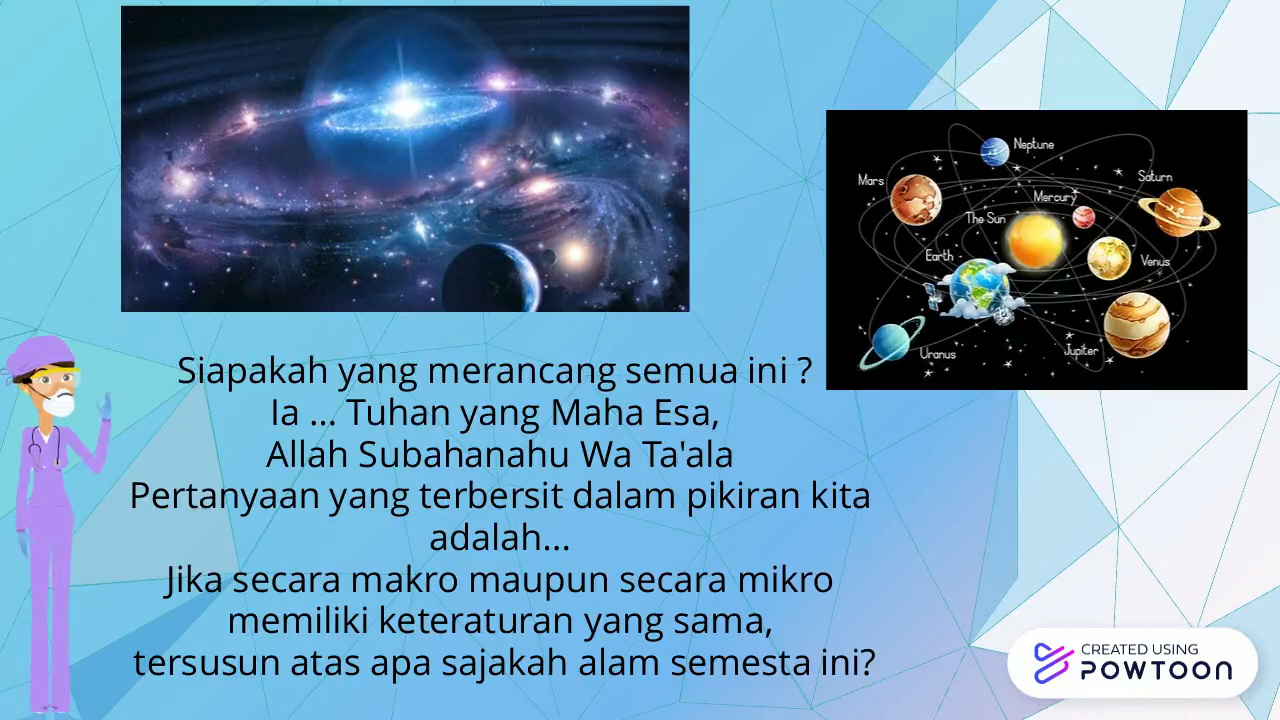 Neptune
Mars
Saturn
Mercury
The Sun
Earth
Venus
Uranus
Jupiter
Siapakah yang merancang semua ini ?
Ia ... Tuhan yang Maha Esa,
Allah Subahanahu Wa Ta'ala
Pertanyaan yang terbersit dalam pikiran kita
adalah...
Jika secara makro maupun secara mikro
memiliki keteraturan yang sama,
tersusun atas apa sajakah alam semesta ini?
CREATED USING
POWTOON